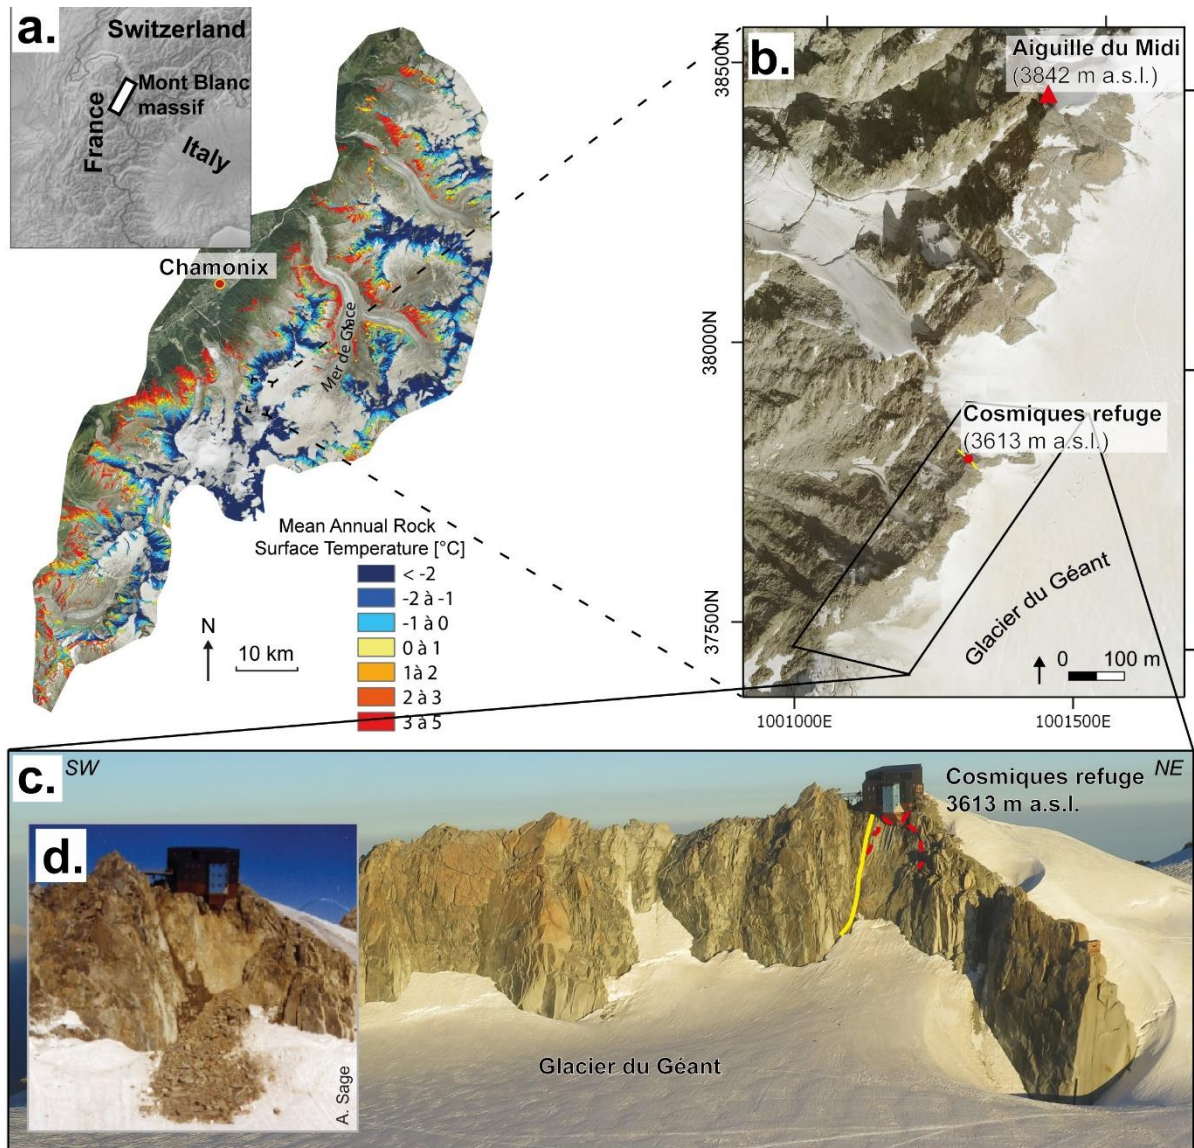 a.
Switzerland
Mont Blanc
massif
France
Italy
Chamonix
Mer de Glace
Mean Annual Rock
Surface Temperature [°C]
< -2
-2 à -1
-1 à 0
0 à 1
1à 2
2 à 3
3 à 5
N
10 km
b.
Aiguille du Midi
(3842 m a.s.l.)
38500N
38000N
37500N
Cosmiques refuge
(3613 m a.s.l.)
Glacier du Géant
0 100 m
1001000E
1001500E
c.
SW
NE
Cosmiques refuge
3613 m a.s.l.
Glacier du Géant
d.
A. Sage